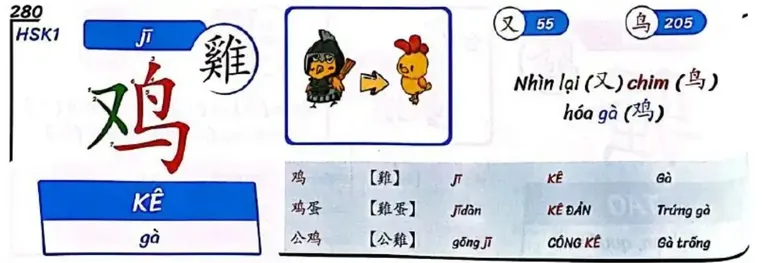 280
HSK1
jī
雞
鸡
KÊ
gà
又 55
鸟 205
Nhìn lại (又) chim (鸟)
hóa gà (鸡)
鸡 【雞】 jī KÊ Gà
鸡蛋 【雞蛋】 jīdàn KÊ ĐẢN Trứng gà
公鸡 【公雞】 gōng jī CÔNG KÊ Gà trống